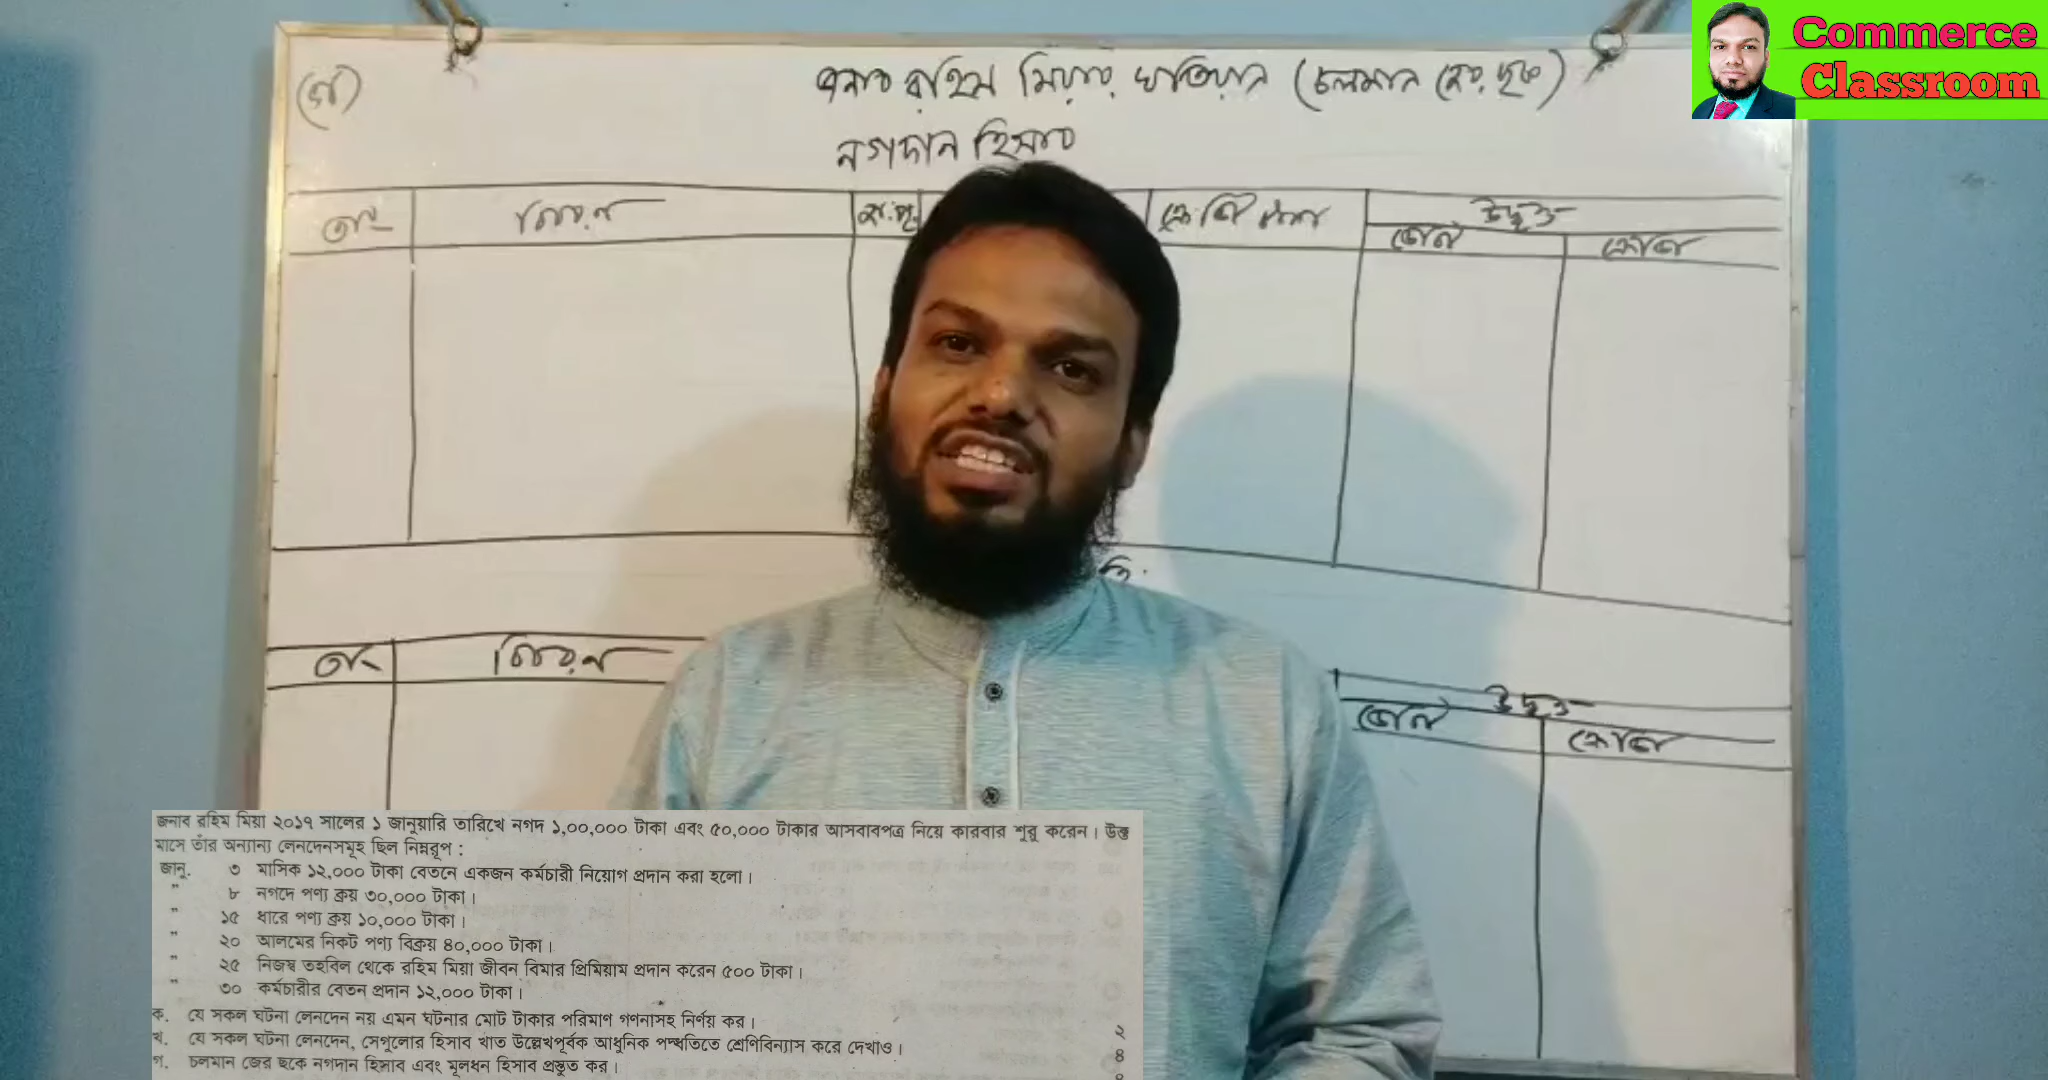 Commerce
Classroom
(গ)
জনাব রহিম মিয়ার খতিয়ান (চলমান জের ছক)
নগদান হিসাব
তাং বিবরণ জা:পৃ: ক্রেডিট টাকা উদ্বৃত্ত
ডেবিট ক্রেডিট
তাং বিবরণ উদ্বৃত্ত
ডেবিট ক্রেডিট
জনাব রহিম মিয়া ২০১৭ সালের ১ জানুয়ারি তারিখে নগদ ১,০০,০০০ টাকা এবং ৫০,০০০ টাকার আসবাবপত্র নিয়ে কারবার শুরু করেন। উক্ত
মাসে তাঁর অন্যান্য লেনদেনসমূহ ছিল নিম্নরূপ :
জানু. ৩ মাসিক ১২,০০০ টাকা বেতনে একজন কর্মচারী নিয়োগ প্রদান করা হলো।
" ৮ নগদে পণ্য ক্রয় ৩০,০০০ টাকা।
" ১৫ ধারে পণ্য ক্রয় ১০,০০০ টাকা।
" ২০ আলমের নিকট পণ্য বিক্রয় ৪০,০০০ টাকা।
" ২৫ নিজস্ব তহবিল থেকে রহিম মিয়া জীবন বিমার প্রিমিয়াম প্রদান করেন ৫০০ টাকা।
" ৩০ কর্মচারীর বেতন প্রদান ১২,০০০ টাকা।
ক. যে সকল ঘটনা লেনদেন নয় এমন ঘটনার মোট টাকার পরিমাণ গণনাসহ নির্ণয় কর। ২
খ. যে সকল ঘটনা লেনদেন, সেগুলোর হিসাব খাত উল্লেখপূর্বক আধুনিক পদ্ধতিতে শ্রেণিবিন্যাস করে দেখাও। ৪
গ. চলমান জের ছকে নগদান হিসাব এবং মূলধন হিসাব প্রস্তুত কর।